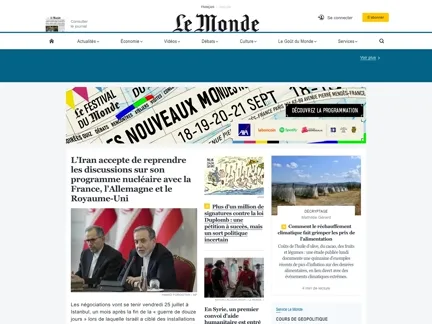 Consulter
le journal
Le Monde
Se connecter
Actualités
Économie
Vidéos
Débats
Culture
Le Goût du Monde
Services
Voir plus
LE FESTIVAL
DU Monde
LES NOUVEAUX MONDES
18-19-20-21 SEPT
DÉCOUVREZ LA PROGRAMMATION
AXA
L'Iran accepte de reprendre
les discussions sur son
programme nucléaire avec la
France, l'Allemagne et le
Royaume-Uni
Les négociations vont se tenir vendredi 25 juillet à
Istanbul, un mois après la fin de la « guerre de douze
jours » lors de laquelle Israël a ciblé des installations
Plus d'un million de
signatures contre la loi
Duplomb : une
pétition à succès, mais
un sort politique
incertain
En Syrie, un premier
convoi d'aide
humanitaire est entré
DÉCRYPTAGE
Comment le réchauffement
climatique fait grimper les prix de
l'alimentation
Coûts de l'huile d'olive, du cacao, des fruits
et légumes : une étude publiée lundi
documente une quinzaine d'exemples
récents de pics d'inflation sur des denrées
alimentaires, en lien direct avec des
événements climatiques extrêmes.
4 min de lecture
COURS DE GÉOPOLITIQUE